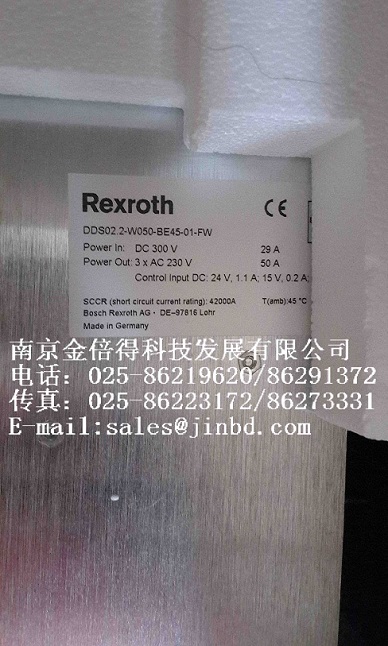 Rexroth CE
DDS02.2-W050-BE45-01-FW
Power In: DC 300 V 29 A
Power Out: 3 x AC 230 V 50 A
Control Input DC: 24 V, 1.1 A; 15 V, 0.2 A;
SCCR (short circuit current rating): 42000A T(amb):45 °C
Bosch Rexroth AG • DE-97816 Lohr
Made in Germany
南京金倍得科技发展有限公司
电话：025-86219620/86291372
传真：025-86223172/86273331
E-mail:sales@jinbd.com